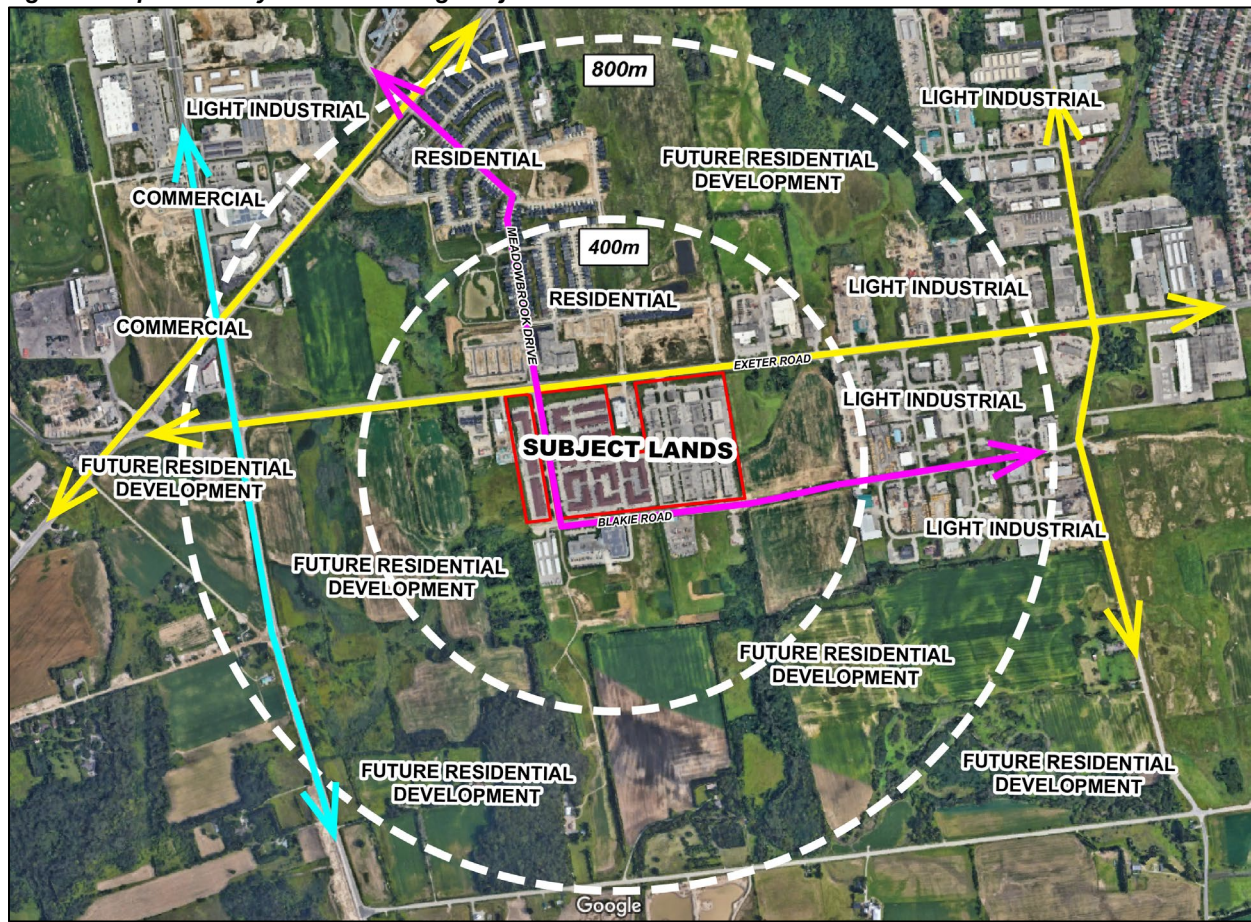 800m
LIGHT INDUSTRIAL
LIGHT INDUSTRIAL
RESIDENTIAL
FUTURE RESIDENTIAL
DEVELOPMENT
COMMERCIAL
400m
MEADOWBROOK DRIVE
LIGHT INDUSTRIAL
RESIDENTIAL
COMMERCIAL
EXETER ROAD
LIGHT INDUSTRIAL
SUBJECT LANDS
FUTURE RESIDENTIAL
DEVELOPMENT
BLAKIE ROAD
LIGHT INDUSTRIAL
FUTURE RESIDENTIAL
DEVELOPMENT
FUTURE RESIDENTIAL
DEVELOPMENT
FUTURE RESIDENTIAL
DEVELOPMENT
FUTURE RESIDENTIAL
DEVELOPMENT
Google